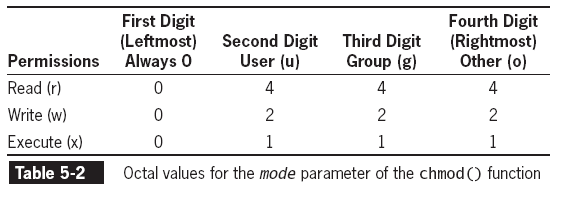 First Digit Fourth Digit
(Leftmost) Second Digit Third Digit (Rightmost)
Permissions Always 0 User (u) Group (g) Other (o)
Read (r) 0 4 4 4
Write (w) 0 2 2 2
Execute (x) 0 1 1 1
Table 5-2 Octal values for the mode parameter of the chmod() function